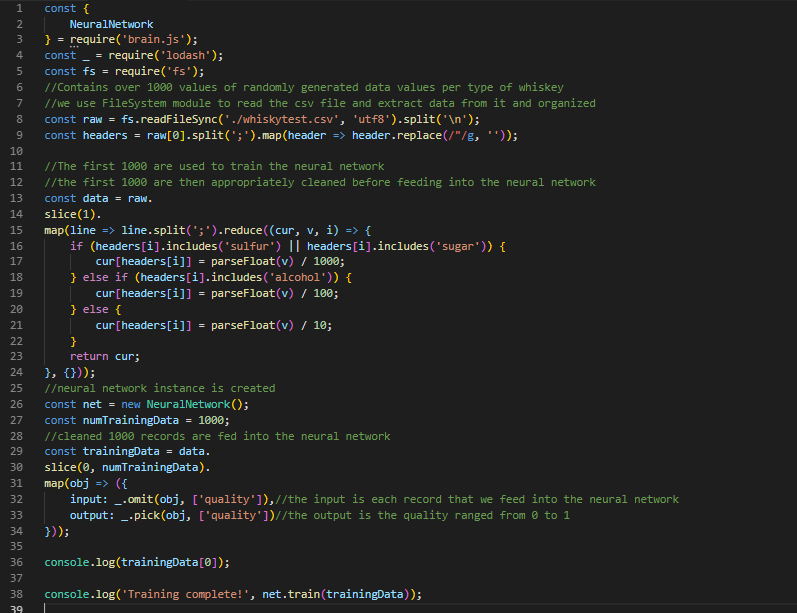 1 const {
2 NeuralNetwork
3 } = require('brain.js');
4 const _ = require('lodash');
5 const fs = require('fs');
6 //Contains over 1000 values of randomly generated data values per type of whiskey
7 //we use FileSystem module to read the csv file and extract data from it and organized
8 const raw = fs.readFileSync('./whiskytest.csv', 'utf8').split('\n');
9 const headers = raw[0].split(';').map(header => header.replace(/"/g, ''));
10
11 //The first 1000 are used to train the neural network
12 //the first 1000 are then appropriately cleaned before feeding into the neural network
13 const data = raw.
14 slice(1).
15 map(line => line.split(';').reduce((cur, v, i) => {
16 if (headers[i].includes('sulfur') || headers[i].includes('sugar')) {
17 cur[headers[i]] = parseFloat(v) / 1000;
18 } else if (headers[i].includes('alcohol')) {
19 cur[headers[i]] = parseFloat(v) / 100;
20 } else {
21 cur[headers[i]] = parseFloat(v) / 10;
22 }
23 return cur;
24 }, {}));
25 //neural network instance is created
26 const net = new NeuralNetwork();
27 const numTrainingData = 1000;
28 //cleaned 1000 records are fed into the neural network
29 const trainingData = data.
30 slice(0, numTrainingData).
31 map(obj => ({
32 input: _.omit(obj, ['quality']),//the input is each record that we feed into the neural network
33 output: _.pick(obj, ['quality'])//the output is the quality ranged from 0 to 1
34 }));
35
36 console.log(trainingData[0]);
37
38 console.log('Training complete!', net.train(trainingData));
39